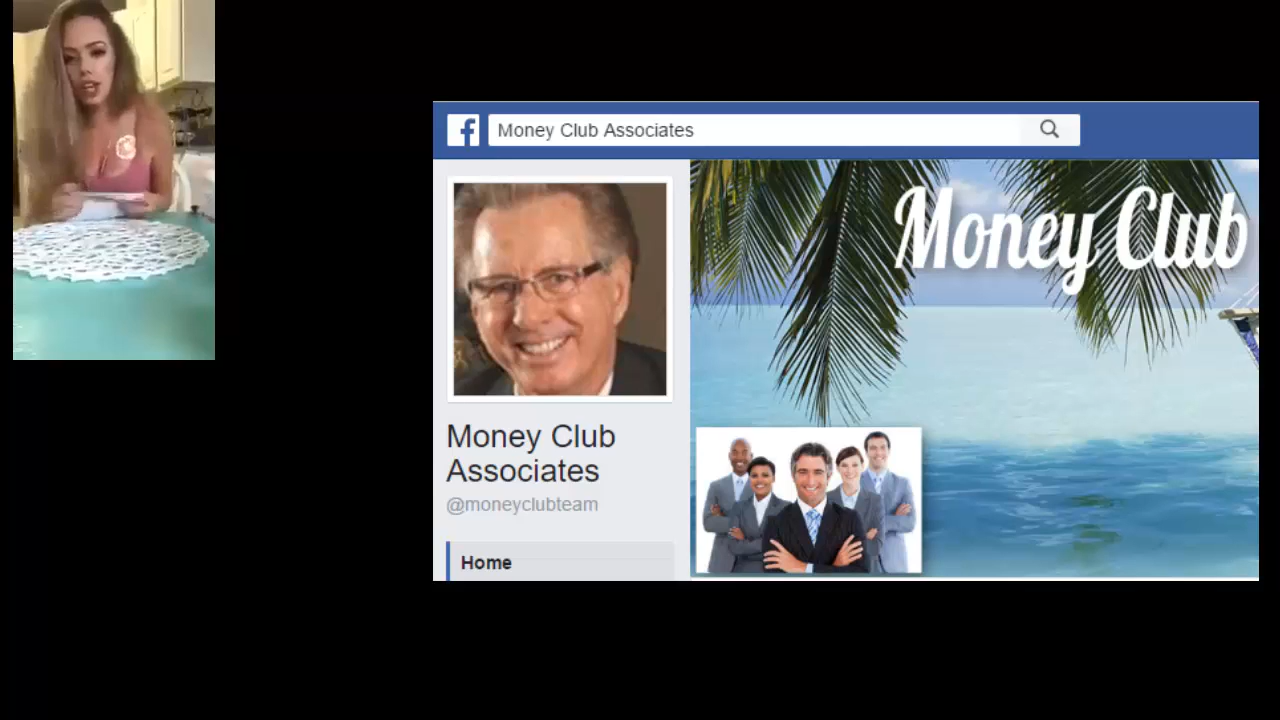 Money Club Associates
Money Club
Money Club
Associates
@moneyclubteam
Home